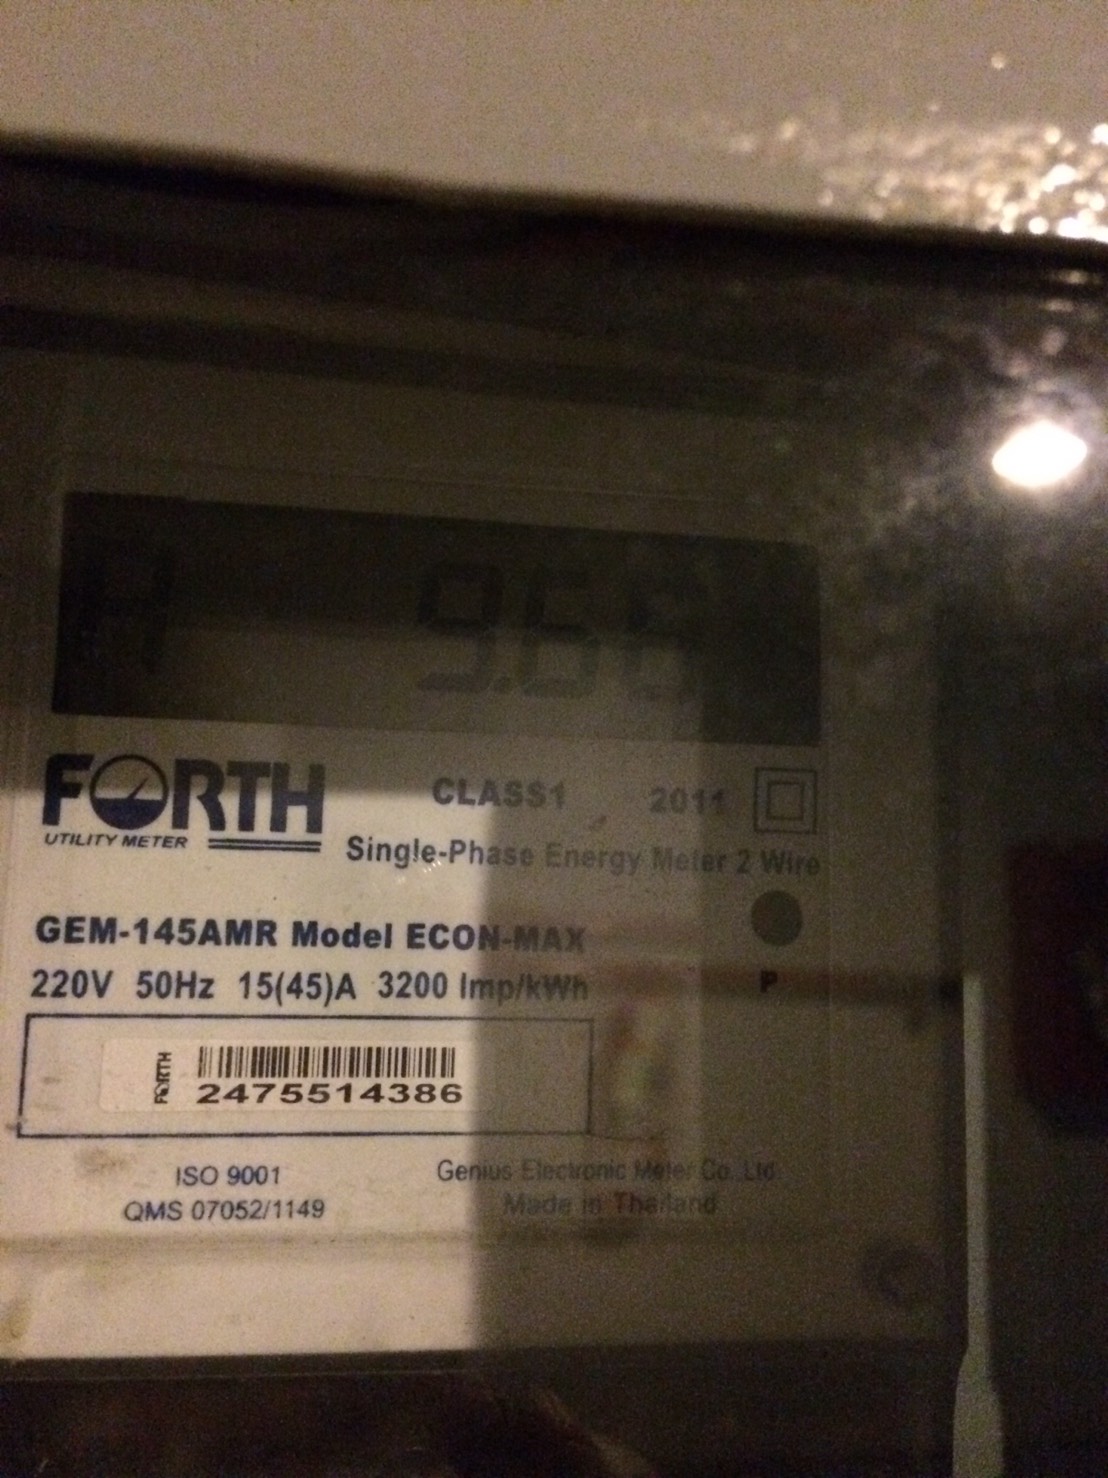 A 9.6
FORTH
UTILITY METER
CLASS1 2011
Single-Phase Energy Meter 2 Wire
GEM-145AMR Model ECON-MAX
220V 50Hz 15(45)A 3200 Imp/kWh
P
FORTH
2475514386
ISO 9001
QMS 07052/1149
Genius Electronic Meter Co.,Ltd
Made in Thailand